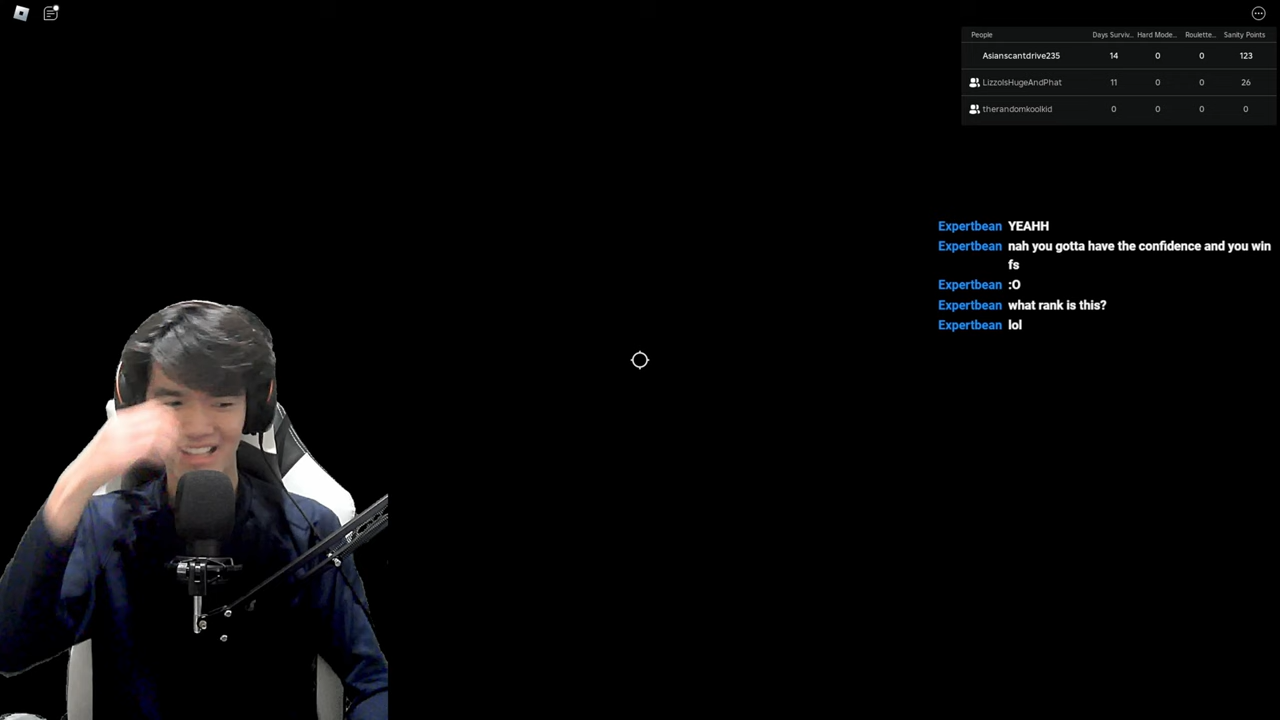 People Days Surviv... Hard Mode... Roulette... Sanity Points
Asianscantdrive235 14 0 0 123
LizzoIsHugeAndPhat 11 0 0 26
therandomkoolkid 0 0 0 0
Expertbean YEAHH
Expertbean nah you gotta have the confidence and you win
fs
Expertbean :O
Expertbean what rank is this?
Expertbean lol